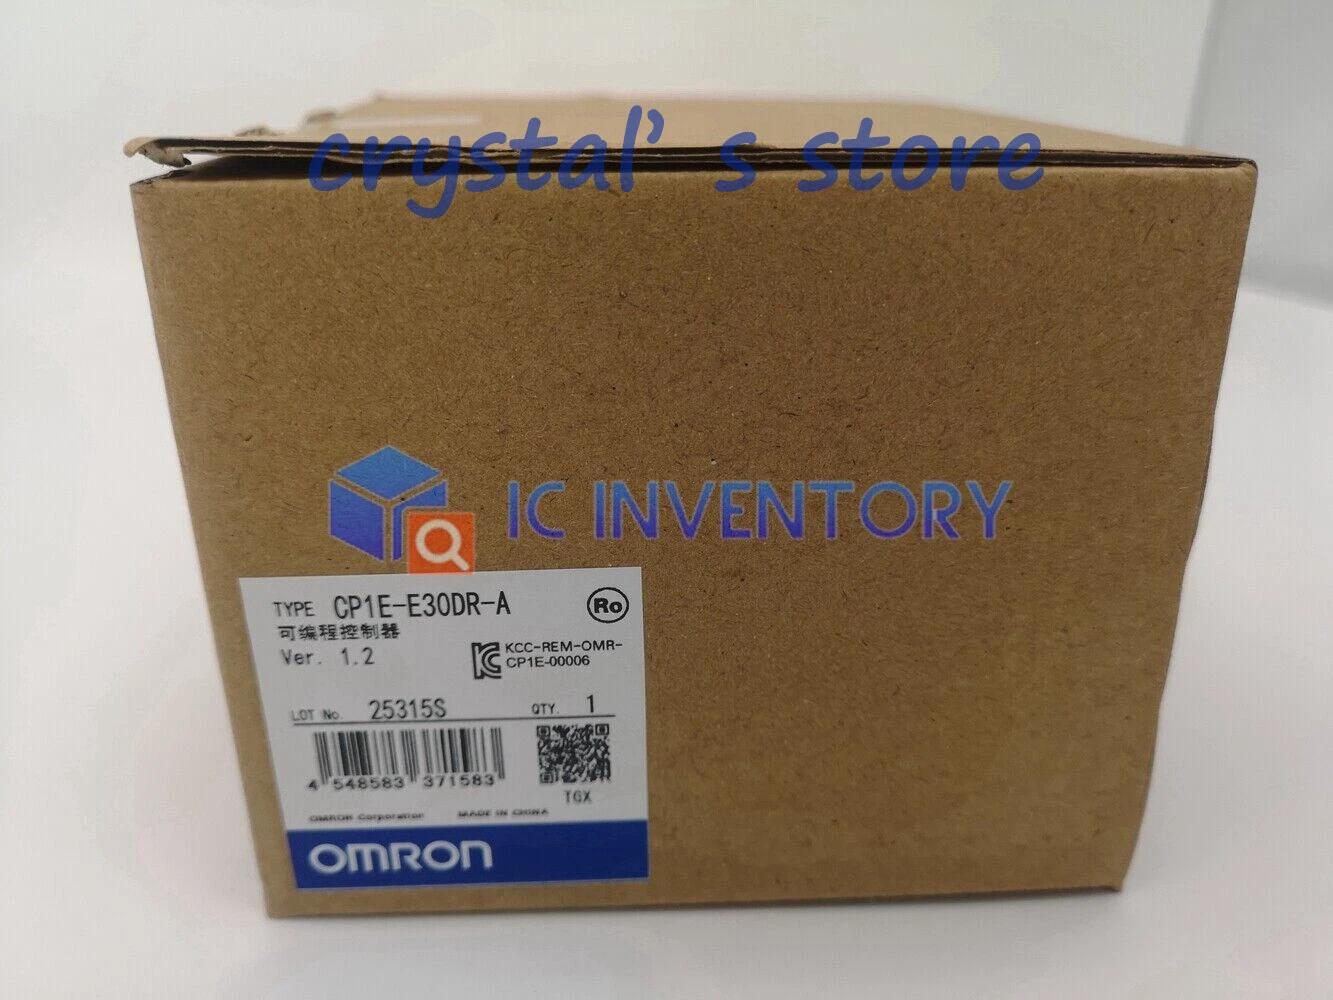 crystal's store
IC INVENTORY
TYPE CP1E-E30DR-A
Ro
可编程控制器
Ver. 1.2
KCC-REM-OMR-
CP1E-00006
LOT No. 25315S QTY. 1
4 548583 371583
TGX
OMRON Corporation MADE IN CHINA
OMRON